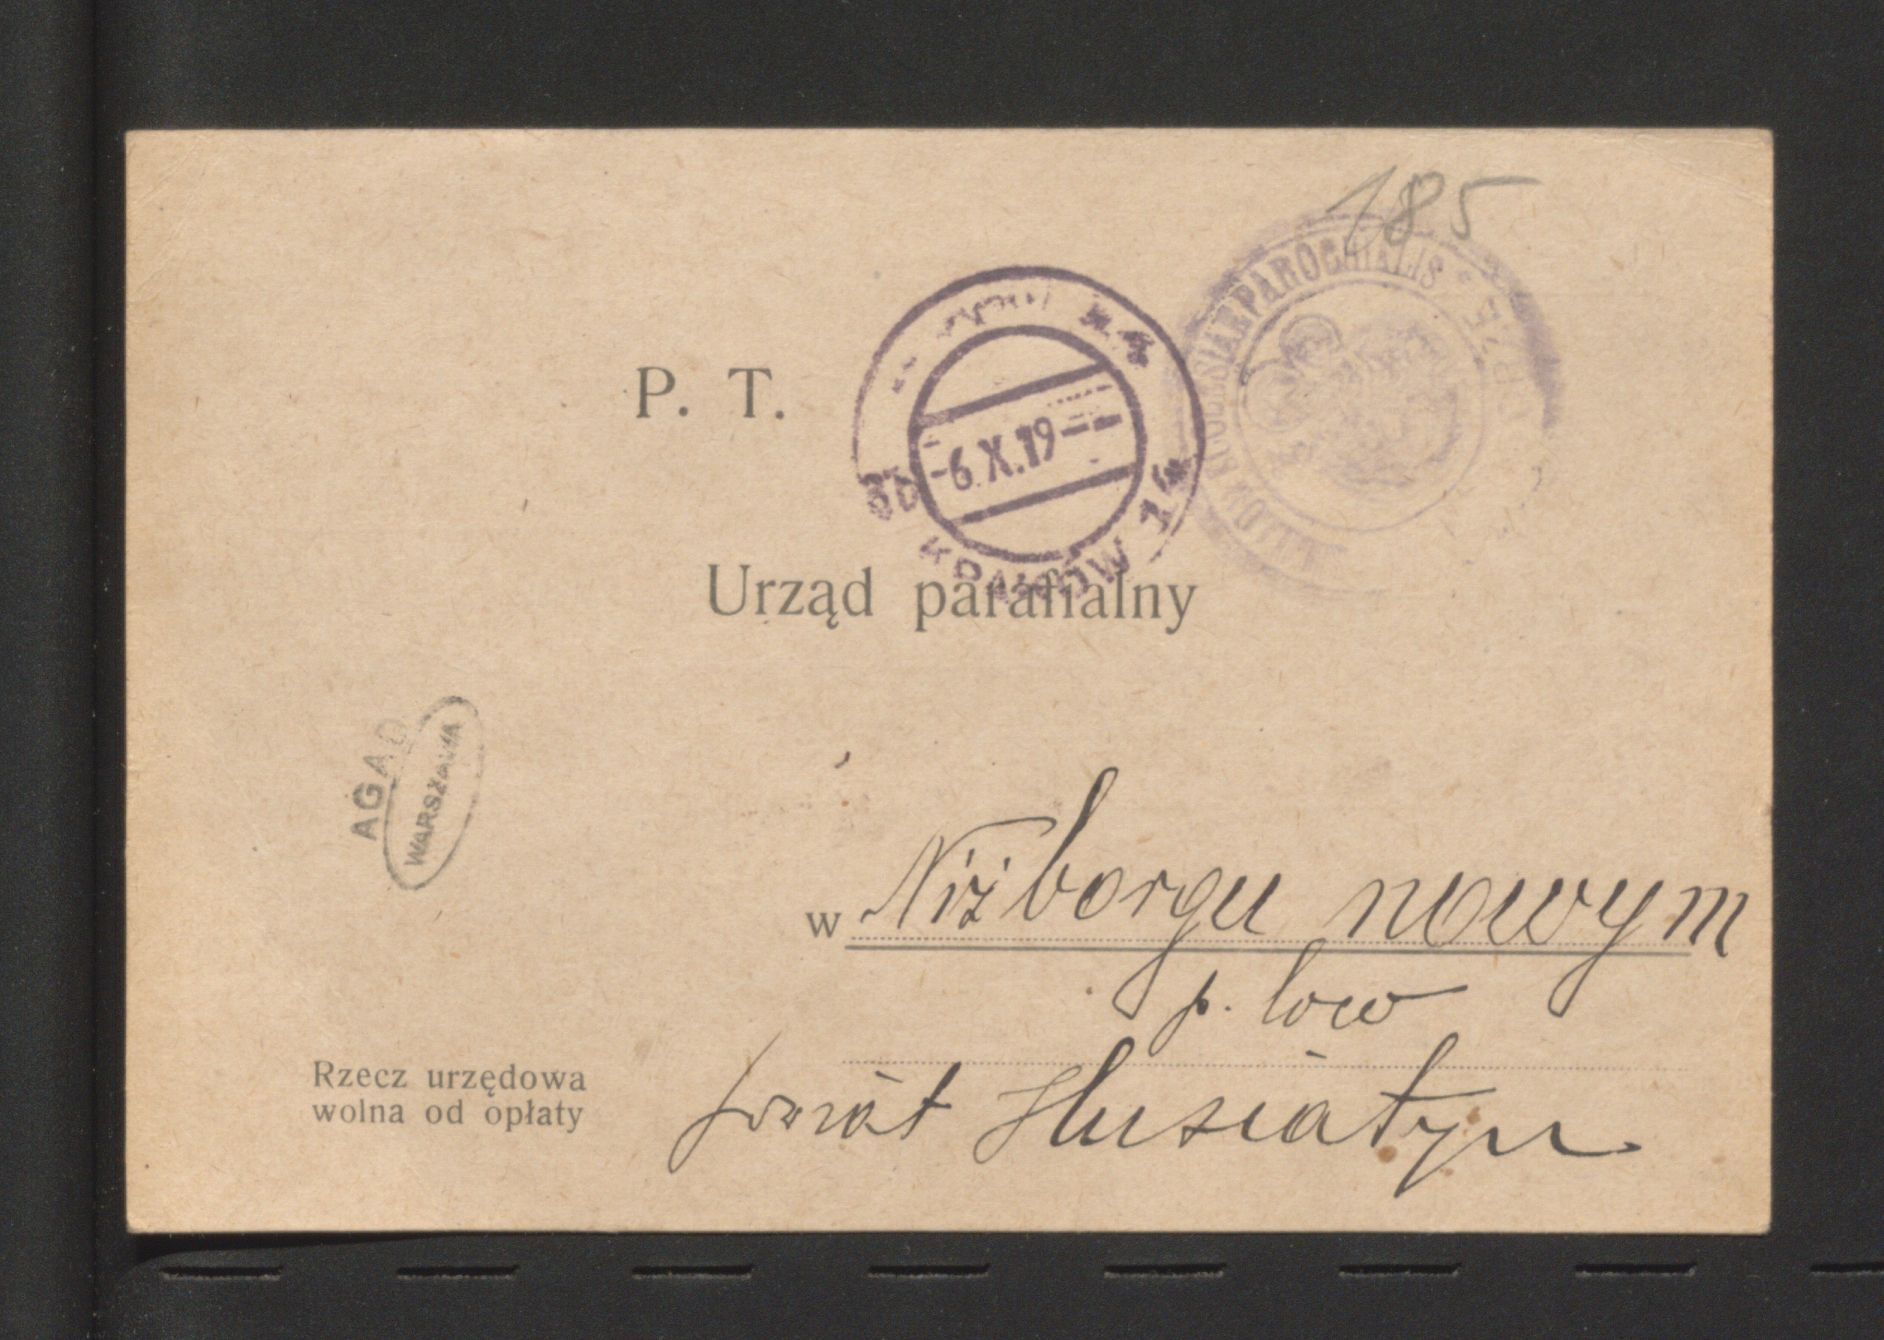 185
PAROCHIALIS
P. T.
-6.X.19-
KRAKÓW 1
Urząd parafialny
AGAD
WARSZAWA
w Niżborgu nowym
p. loco
Rzecz urzędowa
wolna od opłaty
powiat Husiatyn